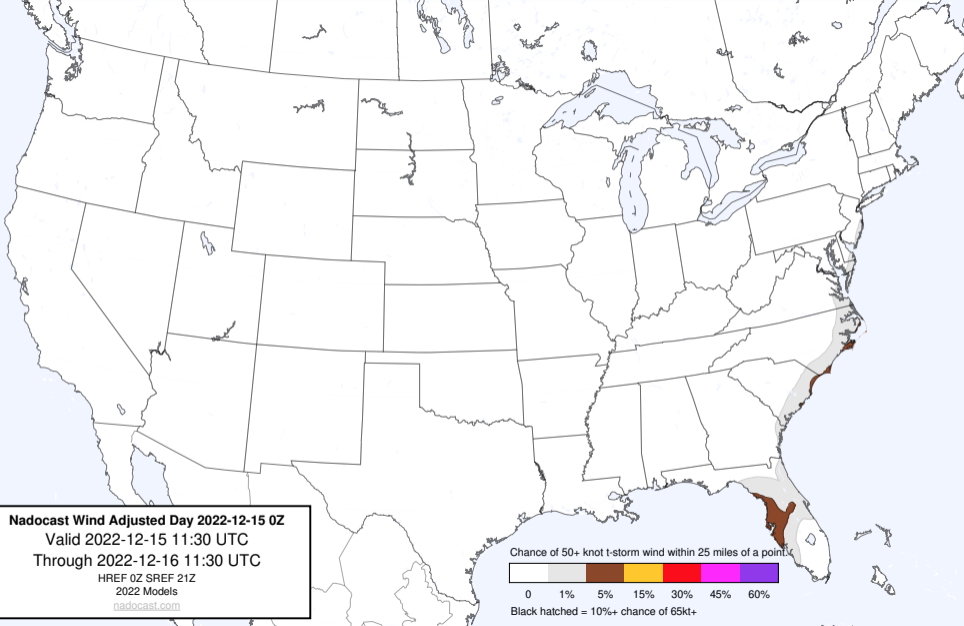 Nadocast Wind Adjusted Day 2022-12-15 0Z
Valid 2022-12-15 11:30 UTC
Through 2022-12-16 11:30 UTC
HREF 0Z SREF 21Z
2022 Models
nadocast.com
Chance of 50+ knot t-storm wind within 25 miles of a point.
0 1% 5% 15% 30% 45% 60%
Black hatched = 10%+ chance of 65kt+